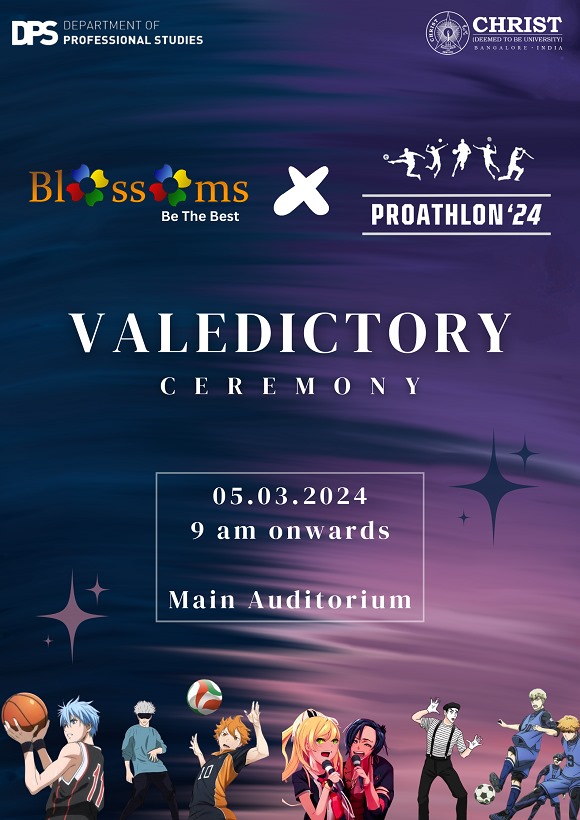 DPS DEPARTMENT OF
PROFESSIONAL STUDIES
CHRIST
(DEEMED TO BE UNIVERSITY)
BANGALORE · INDIA
Blossoms
Be The Best
X
PROATHLON ‘24
VALEDICTORY
CEREMONY
05.03.2024
9 am onwards
Main Auditorium
10